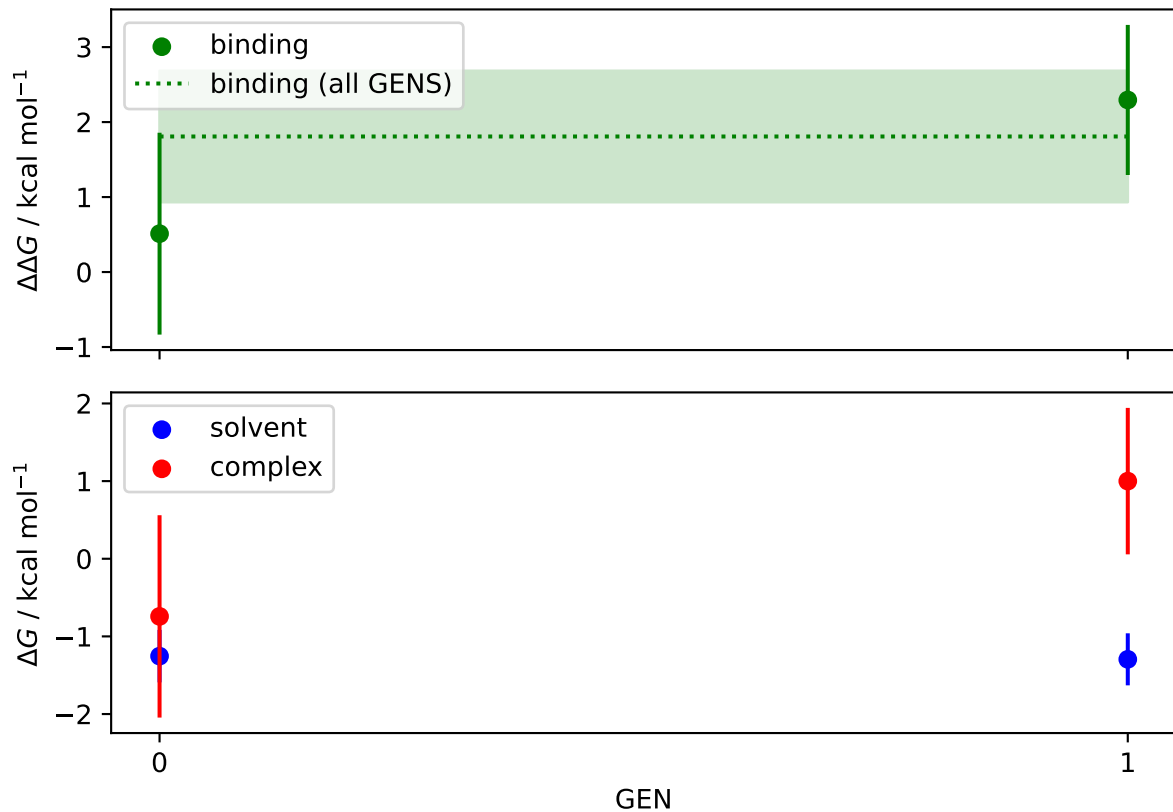 binding
binding (all GENS)
ΔΔG / kcal mol⁻¹
3
2
1
0
−1
solvent
complex
ΔG / kcal mol⁻¹
2
1
0
−1
−2
0
1
GEN